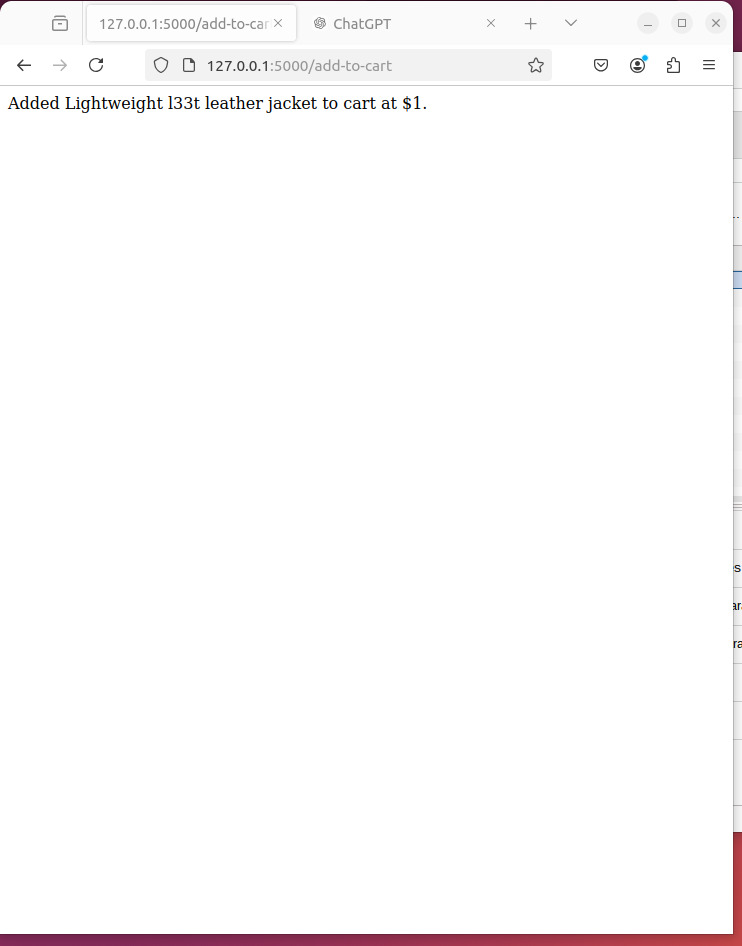 127.0.0.1:5000/add-to-car
ChatGPT
127.0.0.1:5000/add-to-cart
Added Lightweight l33t leather jacket to cart at $1.